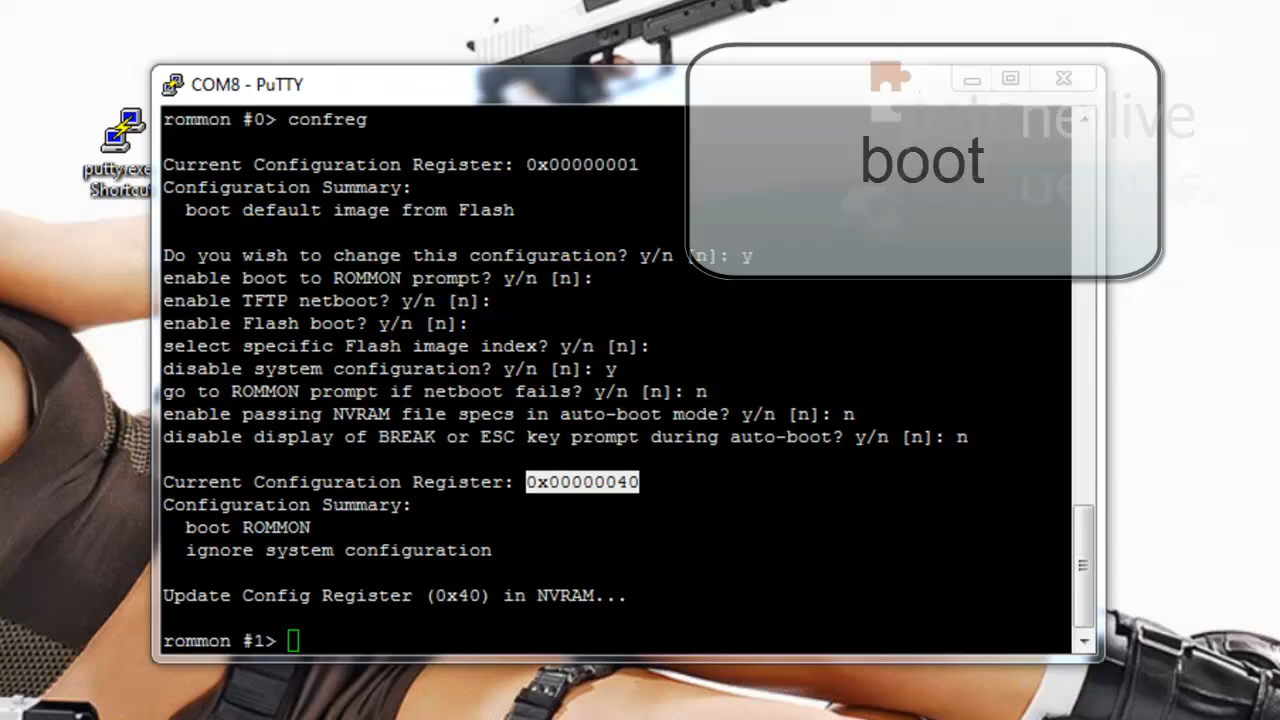 COM8 - PuTTY
boot
putty.exe
Shortcut
rommon #0> confreg
Current Configuration Register: 0x00000001
Configuration Summary:
boot default image from Flash
Do you wish to change this configuration? y/n [n]: y
enable boot to ROMMON prompt? y/n [n]:
enable TFTP netboot? y/n [n]:
enable Flash boot? y/n [n]:
select specific Flash image index? y/n [n]:
disable system configuration? y/n [n]: y
go to ROMMON prompt if netboot fails? y/n [n]: n
enable passing NVRAM file specs in auto-boot mode? y/n [n]: n
disable display of BREAK or ESC key prompt during auto-boot? y/n [n]: n
Current Configuration Register: 0x00000040
Configuration Summary:
boot ROMMON
ignore system configuration
Update Config Register (0x40) in NVRAM...
rommon #1>